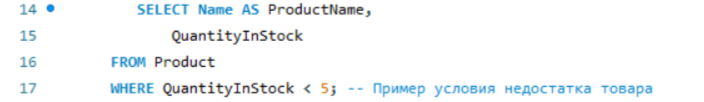 14 SELECT Name AS ProductName,
15 QuantityInStock
16 FROM Product
17 WHERE QuantityInStock < 5; -- Пример условия недостатка товара